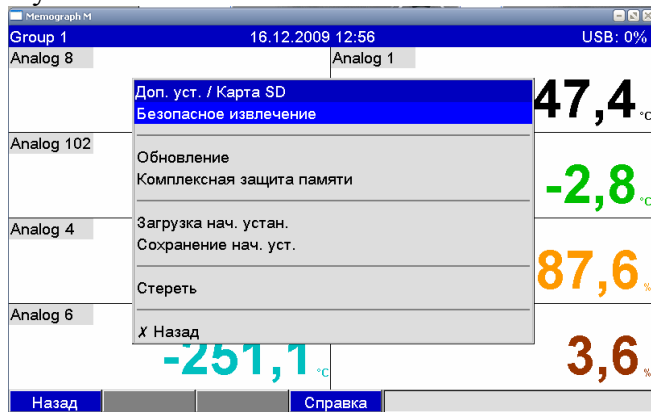 Memograph M
Group 1 16.12.2009 12:56 USB: 0%
Analog 8 Analog 1
47,4 °C
Доп. уст. / Карта SD
Безопасное извлечение
Analog 102
Обновление
Комплексная защита памяти
-2,8 °C
Analog 4
Загрузка нач. устан.
Сохранение нач. уст.
87,6 %
Стереть
Analog 6
✗ Назад
-251,1 °C 3,6 %
Назад Справка